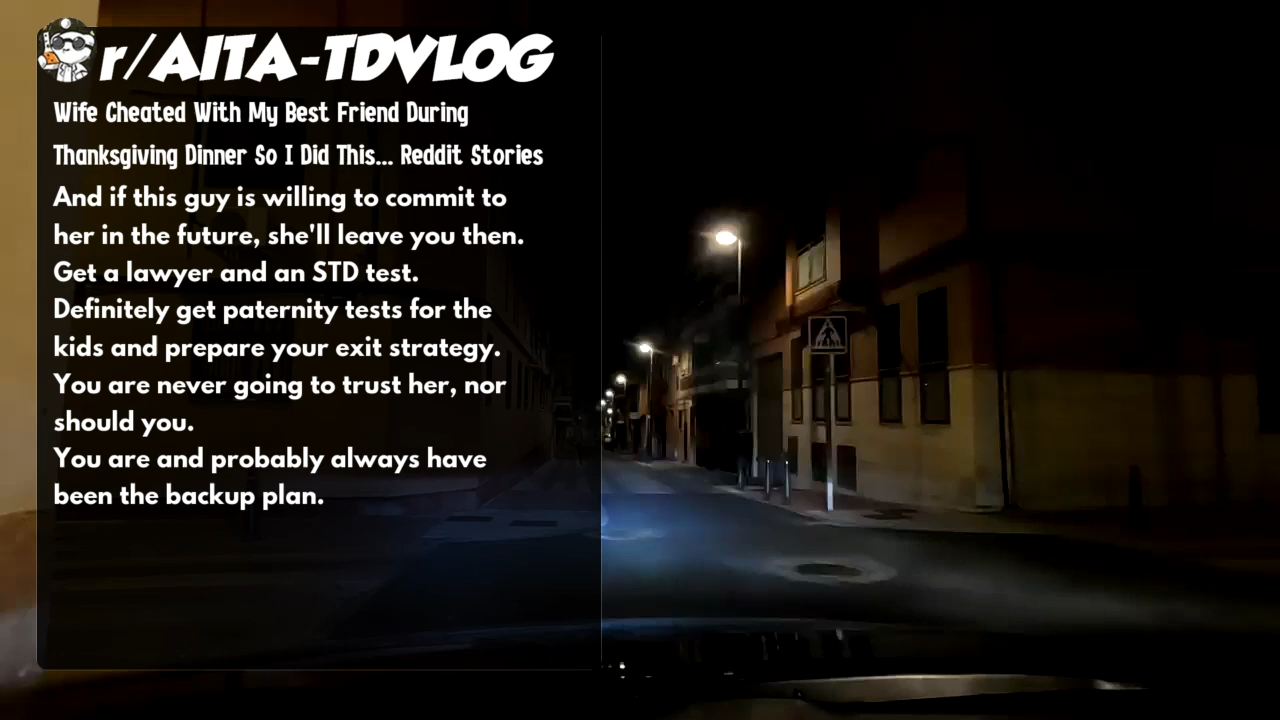 r/AITA-TDVLOG
Wife Cheated With My Best Friend During
Thanksgiving Dinner So I Did This... Reddit Stories
And if this guy is willing to commit to
her in the future, she'll leave you then.
Get a lawyer and an STD test.
Definitely get paternity tests for the
kids and prepare your exit strategy.
You are never going to trust her, nor
should you.
You are and probably always have
been the backup plan.